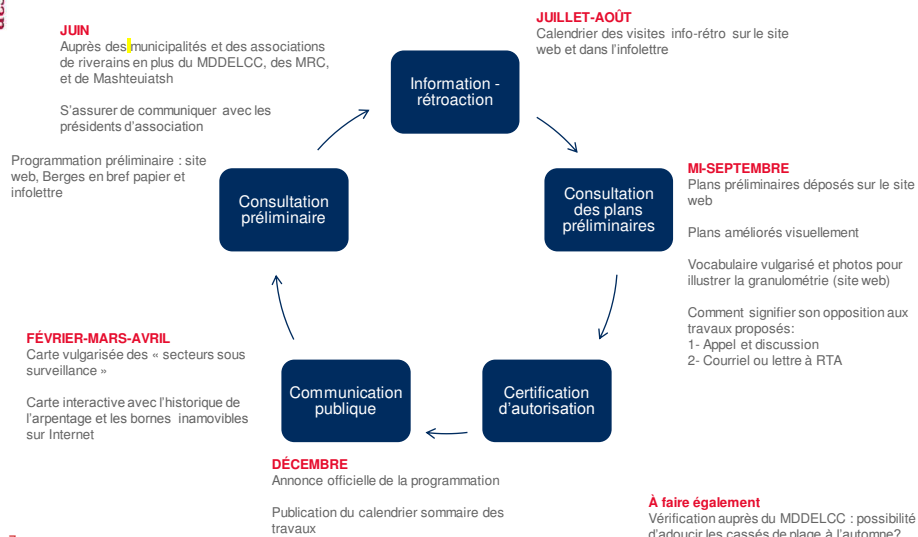 JUIN
Auprès des municipalités et des associations
de riverains en plus du MDDELCC, des MRC,
et de Mashteuiatsh
S'assurer de communiquer avec les
présidents d'association
Programmation préliminaire : site
web, Berges en bref papier et
infolettre
JUILLET-AOÛT
Calendrier des visites info-rétro sur le site
web et dans l'infolettre
Information -
rétroaction
MI-SEPTEMBRE
Plans préliminaires déposés sur le site
web
Plans améliorés visuellement
Vocabulaire vulgarisé et photos pour
illustrer la granulométrie (site web)
Comment signifier son opposition aux
travaux proposés:
1- Appel et discussion
2- Courriel ou lettre à RTA
Consultation
des plans
préliminaires
Consultation
préliminaire
FÉVRIER-MARS-AVRIL
Carte vulgarisée des « secteurs sous
surveillance »
Carte interactive avec l'historique de
l'arpentage et les bornes inamovibles
sur Internet
Communication
publique
Certification
d'autorisation
DÉCEMBRE
Annonce officielle de la programmation
Publication du calendrier sommaire des
travaux
À faire également
Vérification auprès du MDDELCC : possibilité
d'adoucir les cassés de plage à l'automne?